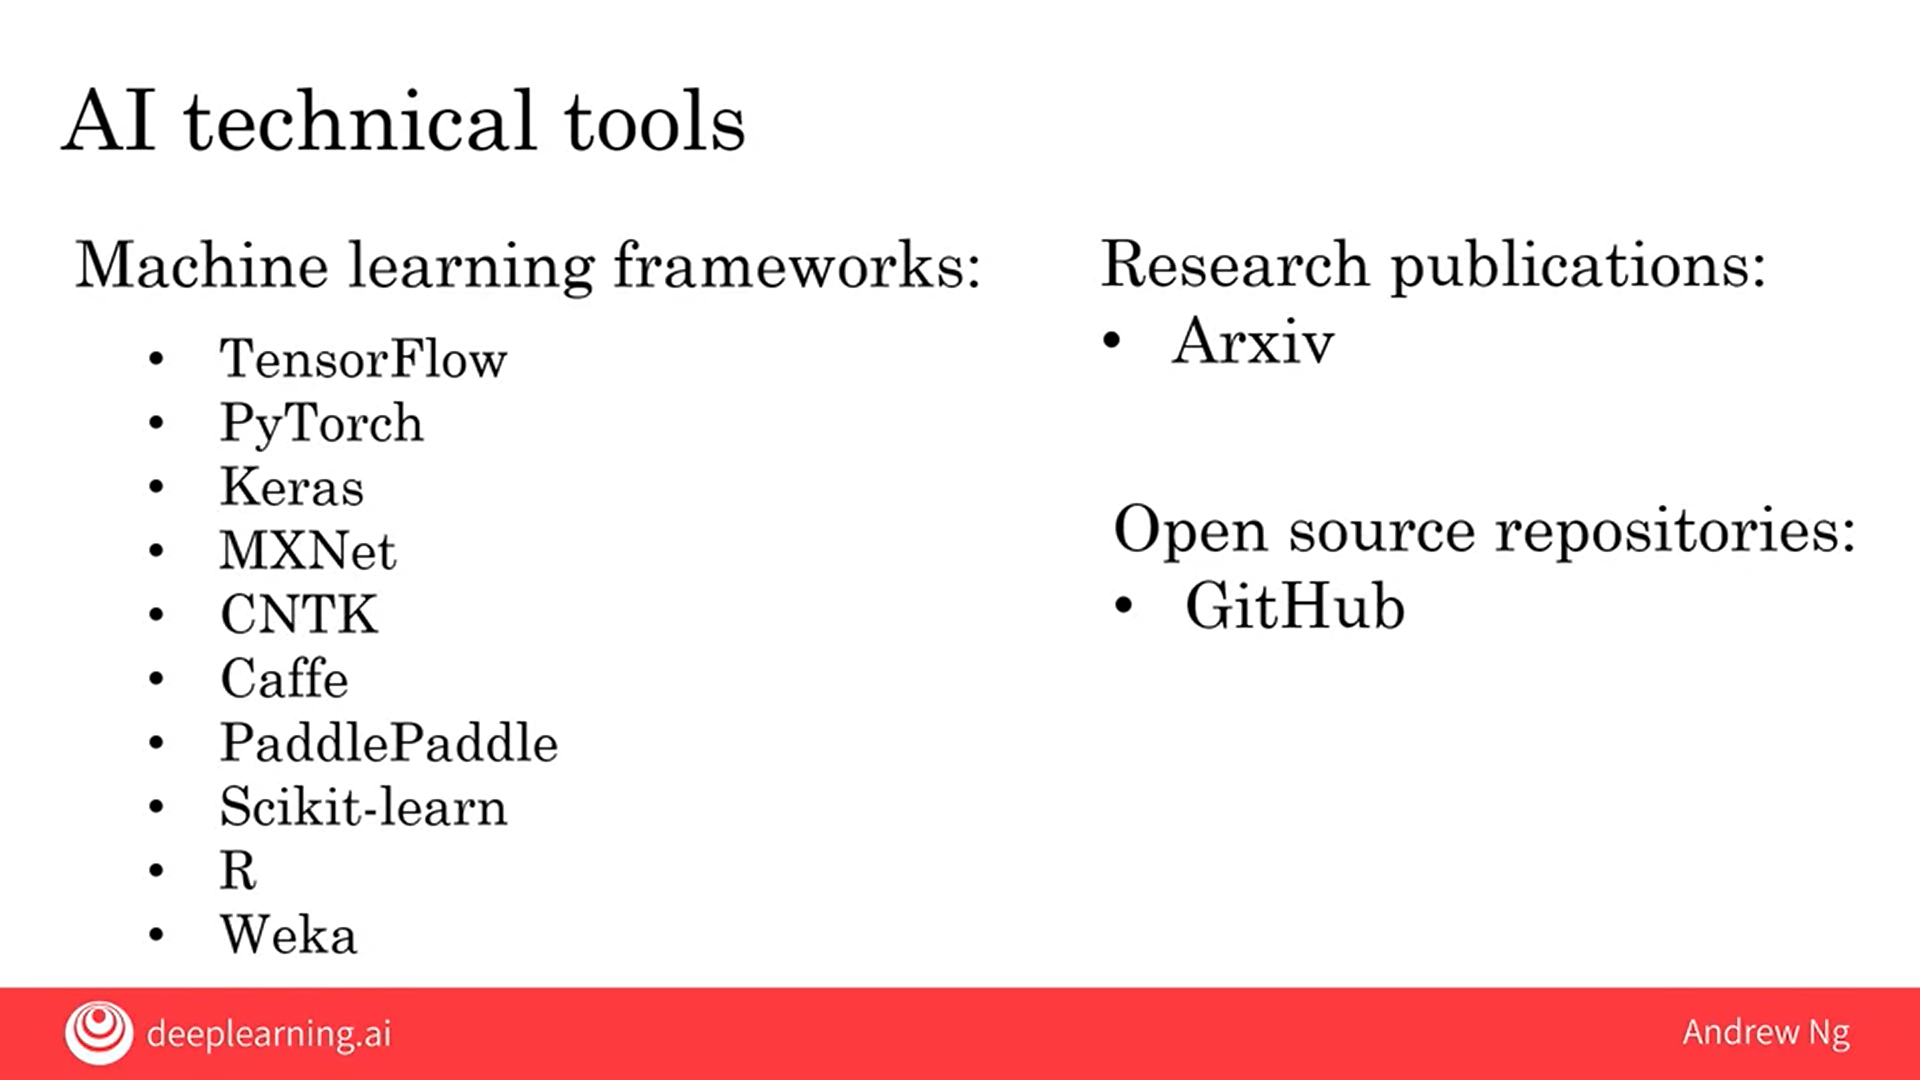 AI technical tools
Machine learning frameworks:
• TensorFlow
• PyTorch
• Keras
• MXNet
• CNTK
• Caffe
• PaddlePaddle
• Scikit-learn
• R
• Weka
Research publications:
• Arxiv
Open source repositories:
• GitHub
deeplearning.ai
Andrew Ng